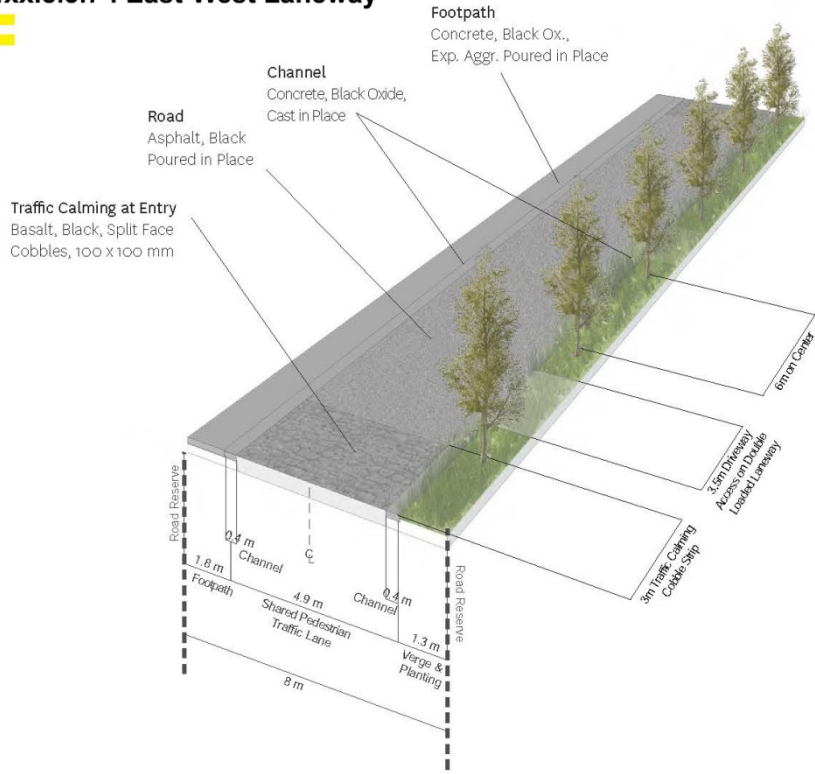 East-West Laneway
Footpath
Concrete, Black Ox.,
Exp. Aggr. Poured in Place
Channel
Concrete, Black Oxide,
Cast in Place
Road
Asphalt, Black
Poured in Place
Traffic Calming at Entry
Basalt, Black, Split Face
Cobbles, 100 x 100 mm
6m on Center
3.5m Driveway
Access on Double
Loaded Laneway
3m Traffic Calming
Cobble Strip
Road Reserve
0.4 m
Channel
1.8 m
Footpath
CL
4.9 m
Shared Pedestrian
Traffic Lane
0.4 m
Channel
1.3 m
Verge &
Planting
Road Reserve
8 m